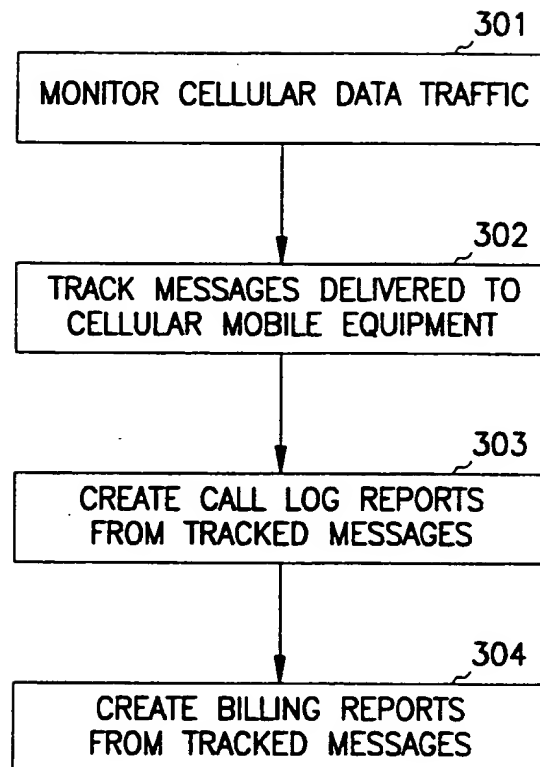 301
MONITOR CELLULAR DATA TRAFFIC
302
TRACK MESSAGES DELIVERED TO
CELLULAR MOBILE EQUIPMENT
303
CREATE CALL LOG REPORTS
FROM TRACKED MESSAGES
304
CREATE BILLING REPORTS
FROM TRACKED MESSAGES